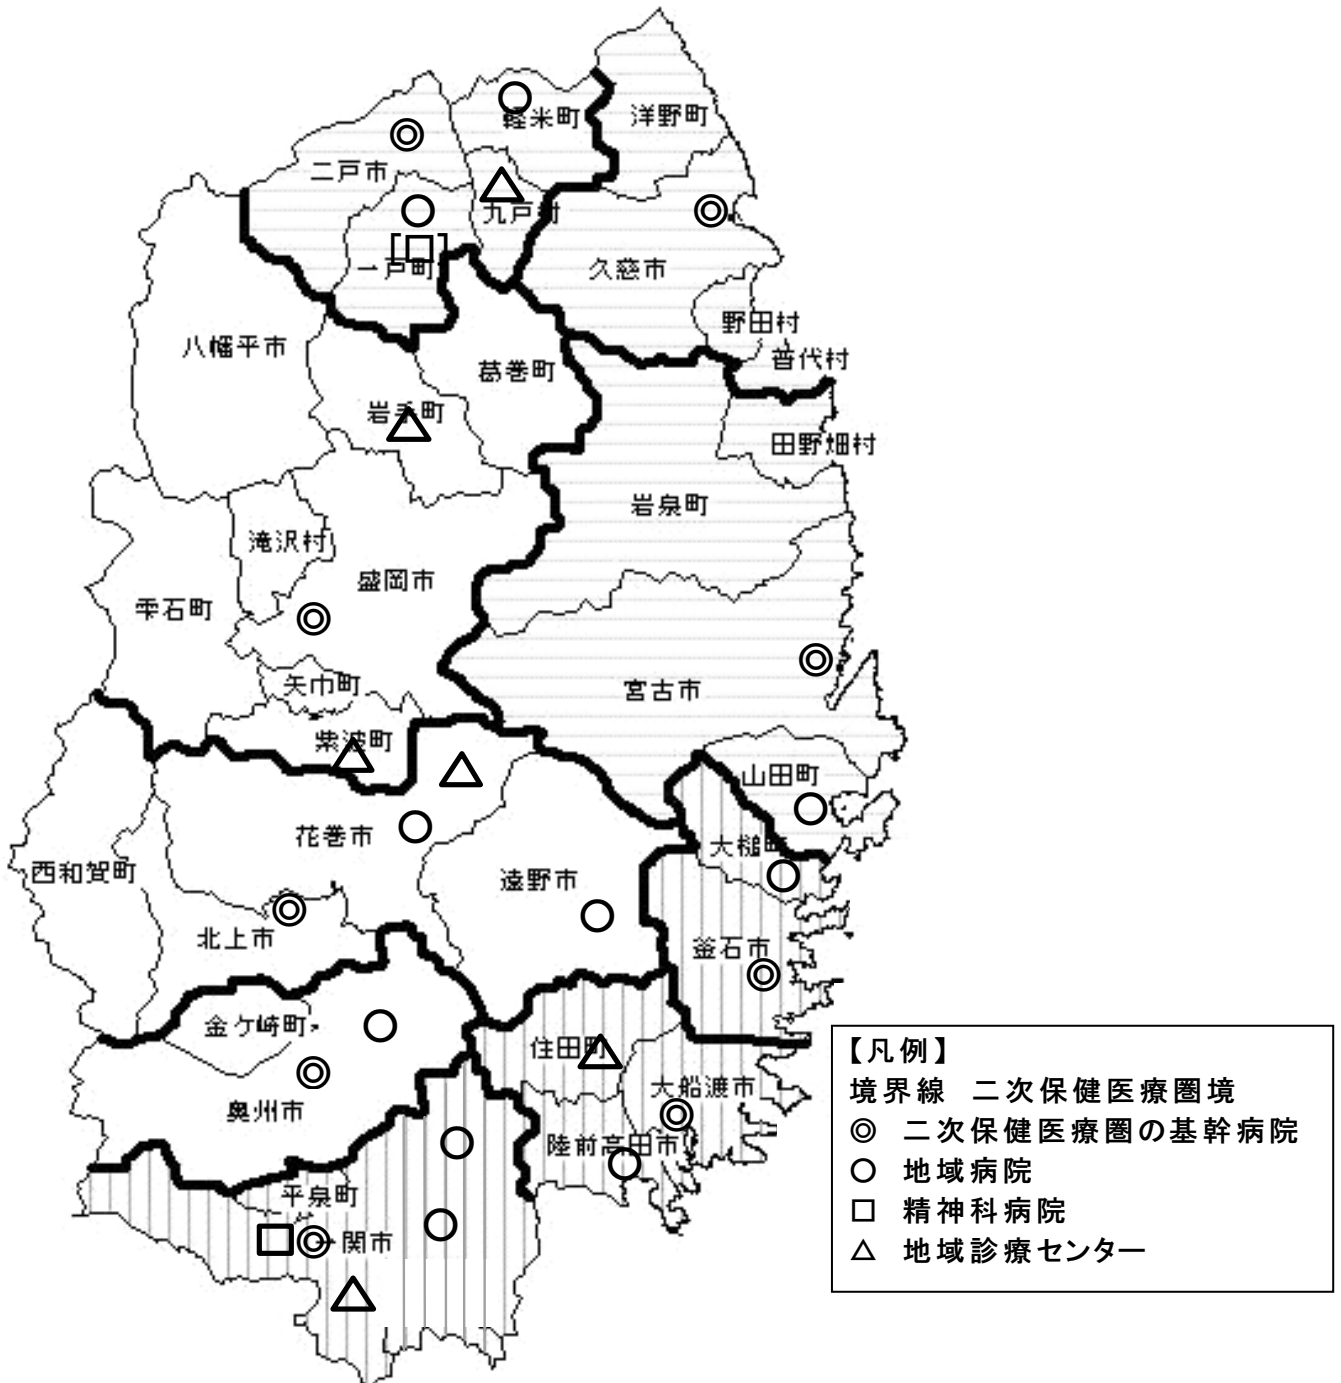 洋野町
軽米町
二戸市
九戸村
[ ]
一戸町
久慈市
野田村
普代村
八幡平市
葛巻町
岩手町
田野畑村
岩泉町
滝沢村
盛岡市
雫石町
矢巾町
宮古市
紫波町
山田町
花巻市
大槌町
西和賀町
遠野市
北上市
釜石市
金ケ崎町
住田町
大船渡市
奥州市
陸前高田市
平泉町
一関市
【凡例】
境界線 二次保健医療圏境
◎ 二次保健医療圏の基幹病院
○ 地域病院
□ 精神科病院
△ 地域診療センター